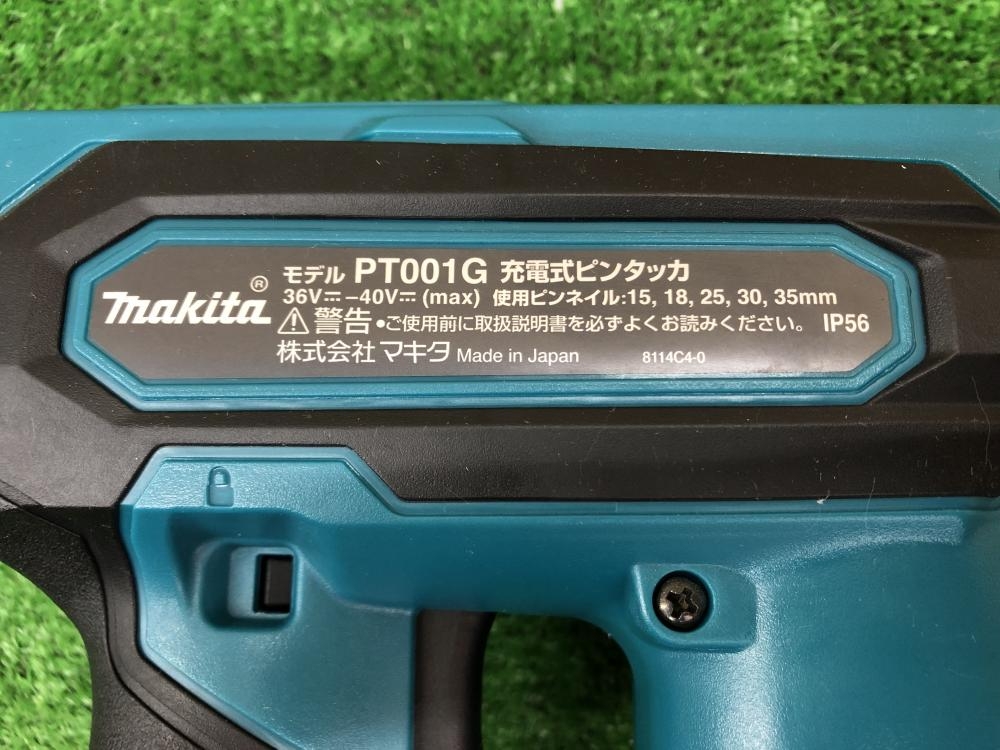 makita®
モデル PT001G 充電式ピンタッカ
36V⎓–40V⎓(max) 使用ピンネイル:15, 18, 25, 30, 35mm
⚠警告 •ご使用前に取扱説明書を必ずよくお読みください。 IP56
株式会社 マキタ Made in Japan 8114C4-0